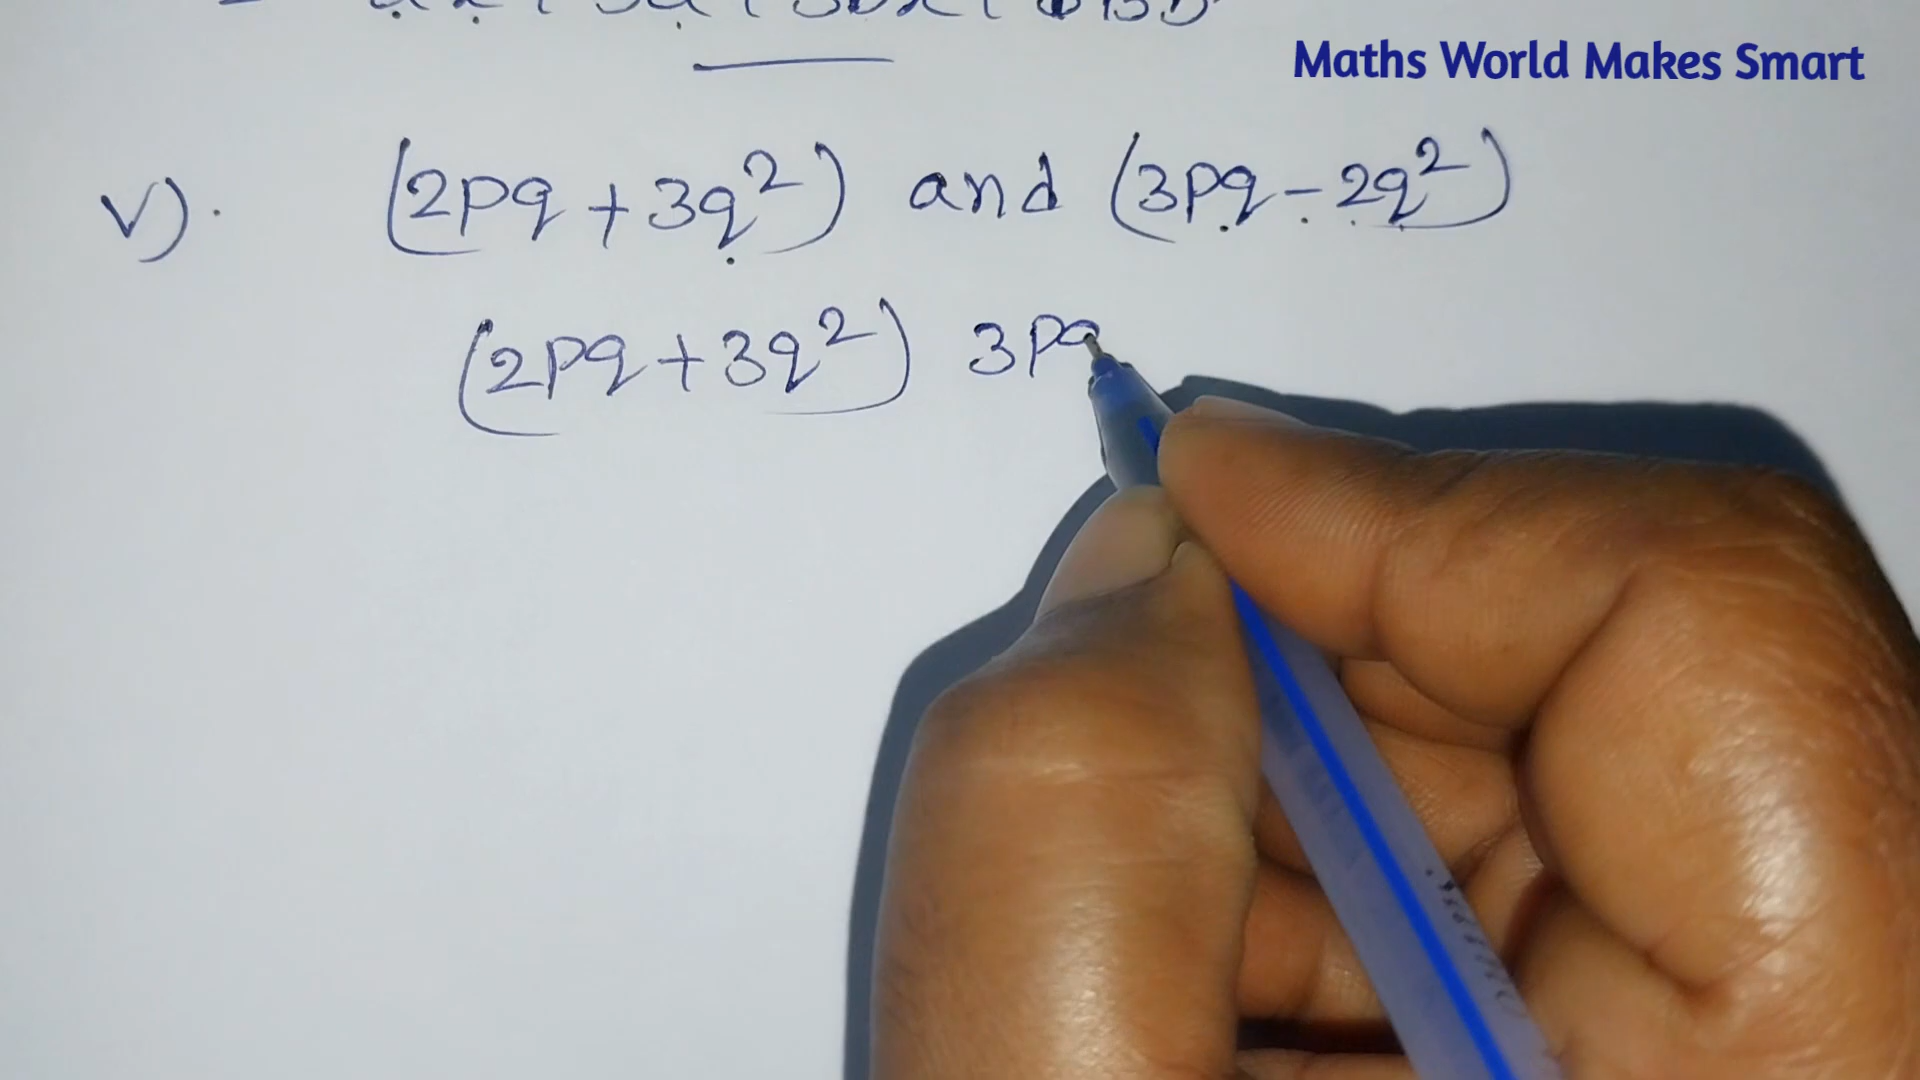 Maths World Makes Smart
V). (2pq + 3q²) and (3pq - 2q²)
(2pq + 3q²) 3pq